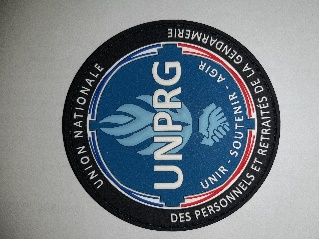 UNION NATIONALE
DES PERSONNELS ET RETRAITÉS DE LA GENDARMERIE
UNPRG
UNIR - SOUTENIR - AGIR